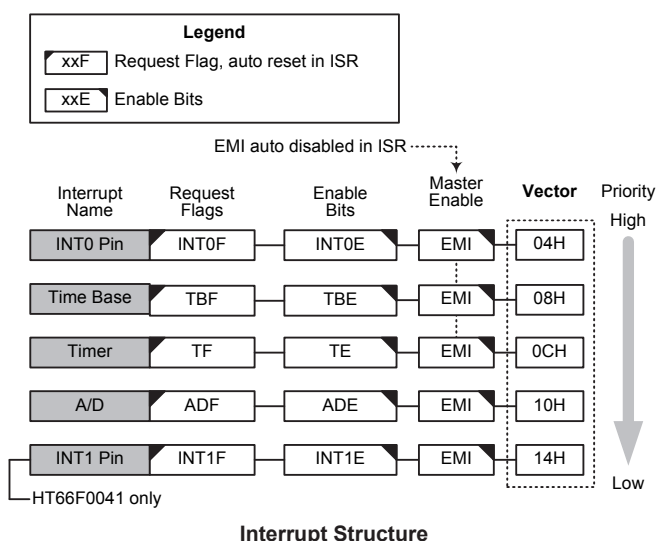 Legend
xxF Request Flag, auto reset in ISR
xxE Enable Bits
EMI auto disabled in ISR
Interrupt Name
Request Flags
Enable Bits
Master Enable
Vector
Priority
High
INT0 Pin INT0F INT0E EMI 04H
Time Base TBF TBE EMI 08H
Timer TF TE EMI 0CH
A/D ADF ADE EMI 10H
INT1 Pin INT1F INT1E EMI 14H
Low
HT66F0041 only
Interrupt Structure